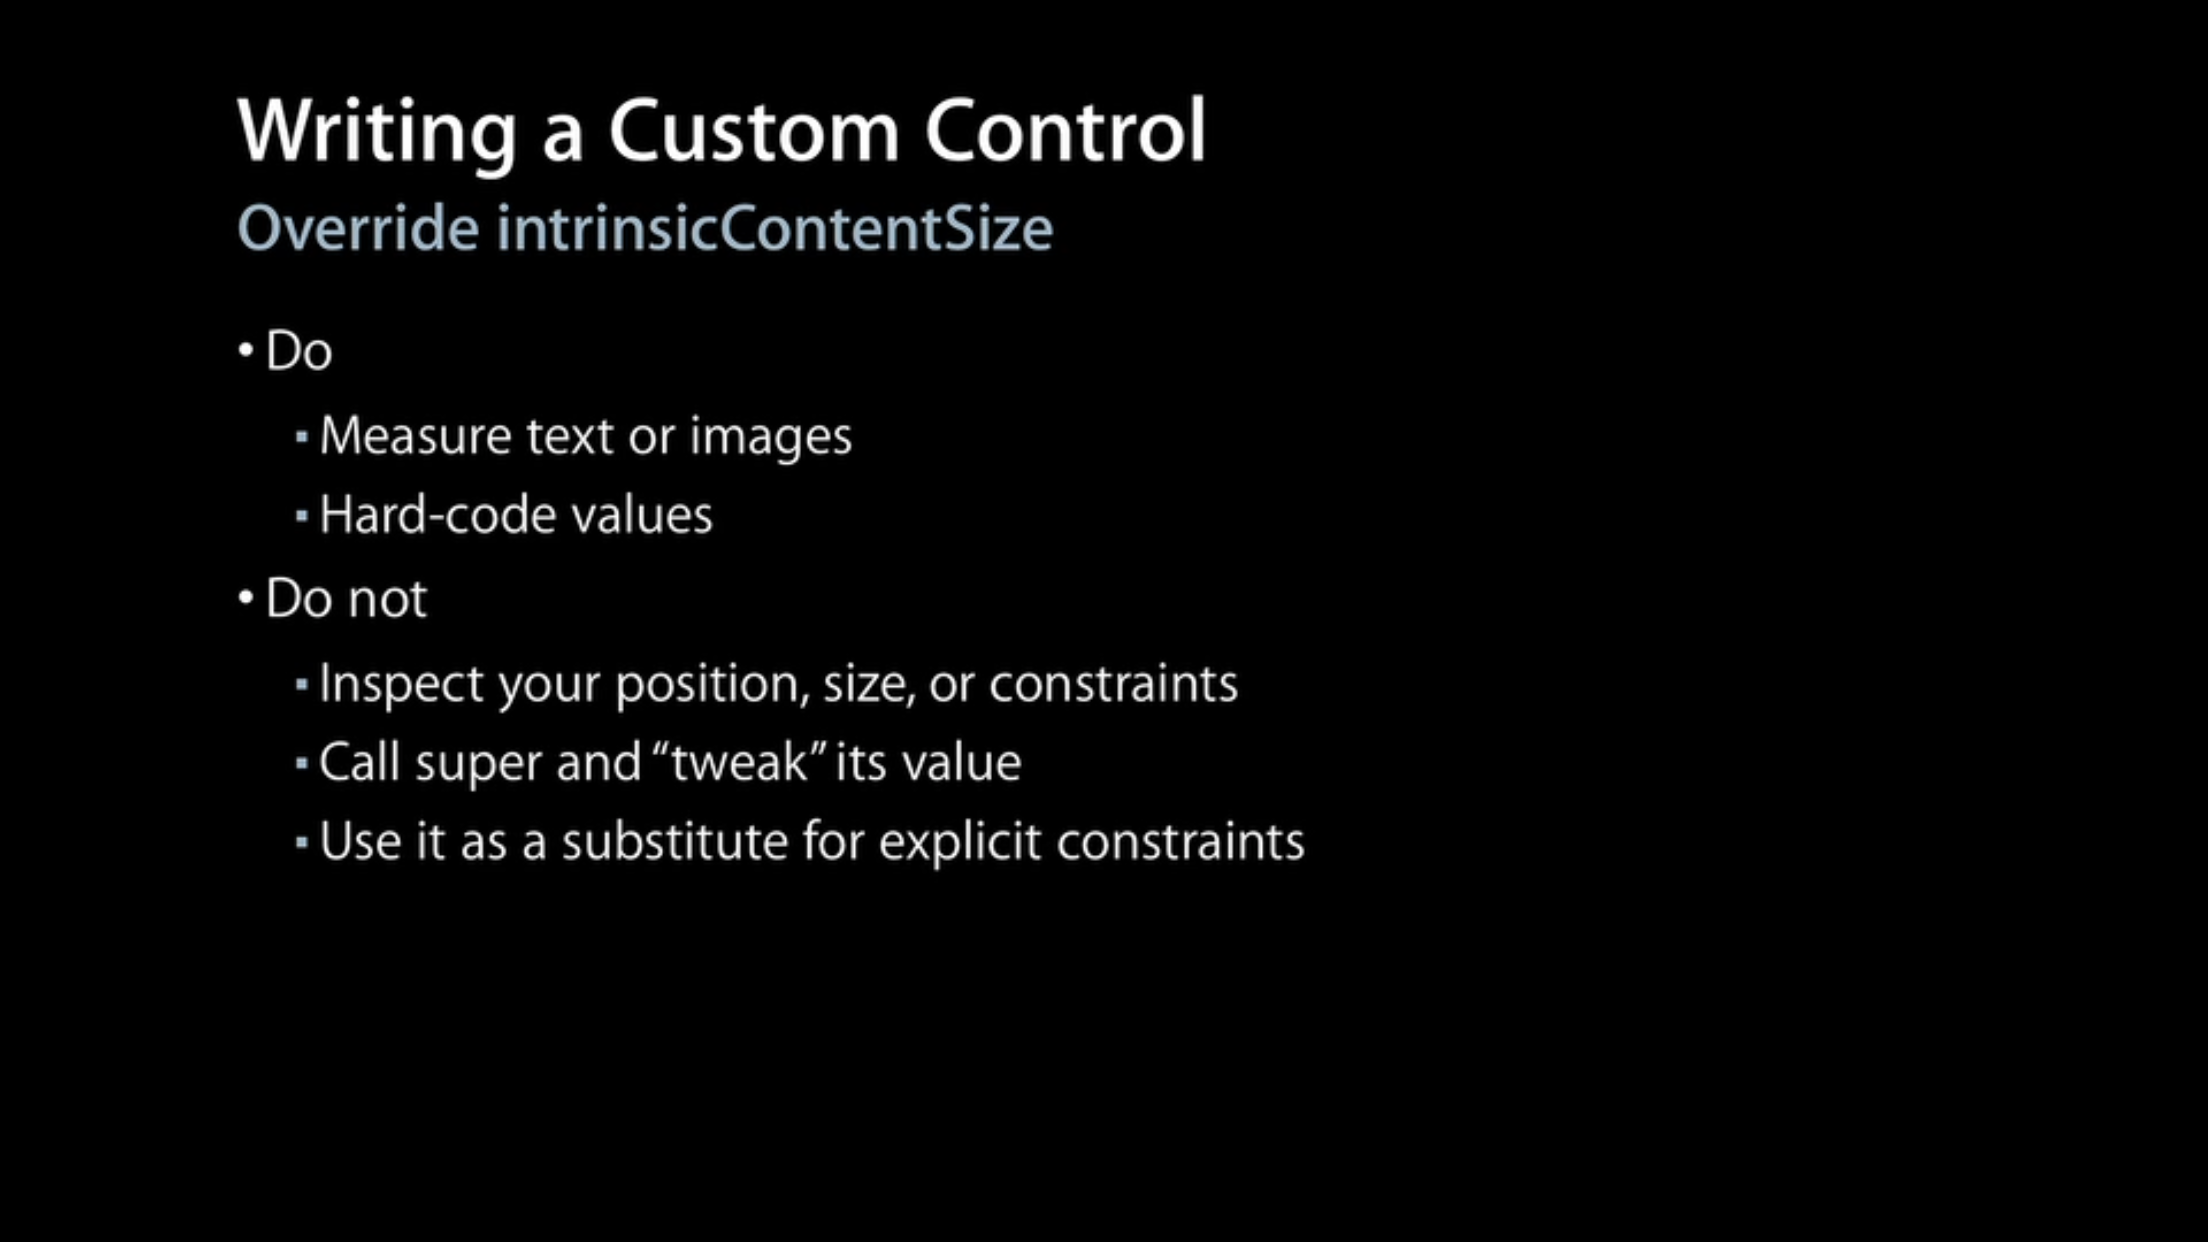 Writing a Custom Control
Override intrinsicContentSize
• Do
▪ Measure text or images
▪ Hard-code values
• Do not
▪ Inspect your position, size, or constraints
▪ Call super and “tweak” its value
▪ Use it as a substitute for explicit constraints